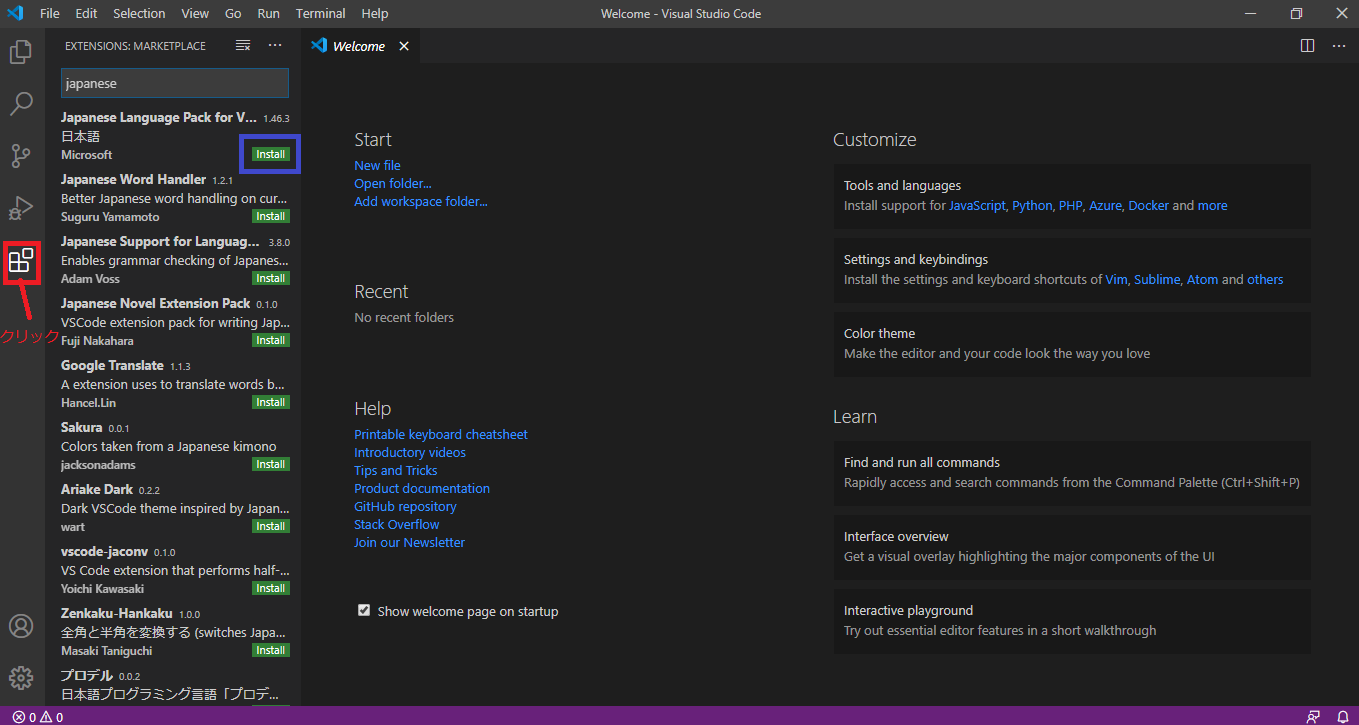 File Edit Selection View Go Run Terminal Help
Welcome - Visual Studio Code
EXTENSIONS: MARKETPLACE
japanese
Japanese Language Pack for V... 1.46.3
日本語
Microsoft Install
Japanese Word Handler 1.2.1
Better Japanese word handling on cur...
Suguru Yamamoto Install
Japanese Support for Languag... 3.8.0
Enables grammar checking of Japanes...
Adam Voss Install
Japanese Novel Extension Pack 0.1.0
VSCode extension pack for writing Jap...
Fuji Nakahara Install
Google Translate 1.1.3
A extension uses to translate words b...
Hancel.Lin Install
Sakura 0.0.1
Colors taken from a Japanese kimono
jacksonadams Install
Ariake Dark 0.2.2
Dark VSCode theme inspired by Japan...
wart Install
vscode-jaconv 0.1.0
VS Code extension that performs half-...
Yoichi Kawasaki Install
Zenkaku-Hankaku 1.0.0
全角と半角を変換する (switches Japa...
Masaki Taniguchi Install
プロデル 0.0.2
日本語プログラミング言語「プロデ...
クリック
Welcome
Start
New file
Open folder...
Add workspace folder...
Recent
No recent folders
Help
Printable keyboard cheatsheet
Introductory videos
Tips and Tricks
Product documentation
GitHub repository
Stack Overflow
Join our Newsletter
Show welcome page on startup
Customize
Tools and languages
Install support for JavaScript, Python, PHP, Azure, Docker and more
Settings and keybindings
Install the settings and keyboard shortcuts of Vim, Sublime, Atom and others
Color theme
Make the editor and your code look the way you love
Learn
Find and run all commands
Rapidly access and search commands from the Command Palette (Ctrl+Shift+P)
Interface overview
Get a visual overlay highlighting the major components of the UI
Interactive playground
Try out essential editor features in a short walkthrough
0 0